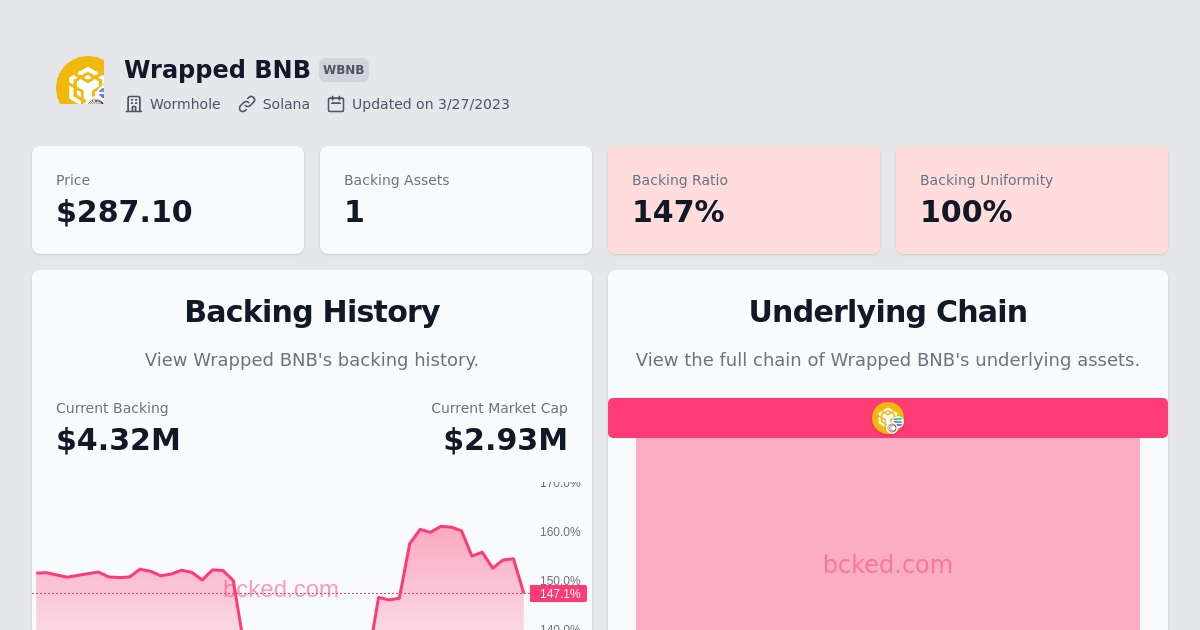 Wrapped BNB WBNB
Wormhole Solana Updated on 3/27/2023
Price
$287.10
Backing Assets
1
Backing Ratio
147%
Backing Uniformity
100%
Backing History
View Wrapped BNB's backing history.
Current Backing
$4.32M
Current Market Cap
$2.93M
170.0%
160.0%
150.0%
147.1%
140.0%
bcked.com
Underlying Chain
View the full chain of Wrapped BNB's underlying assets.
bcked.com